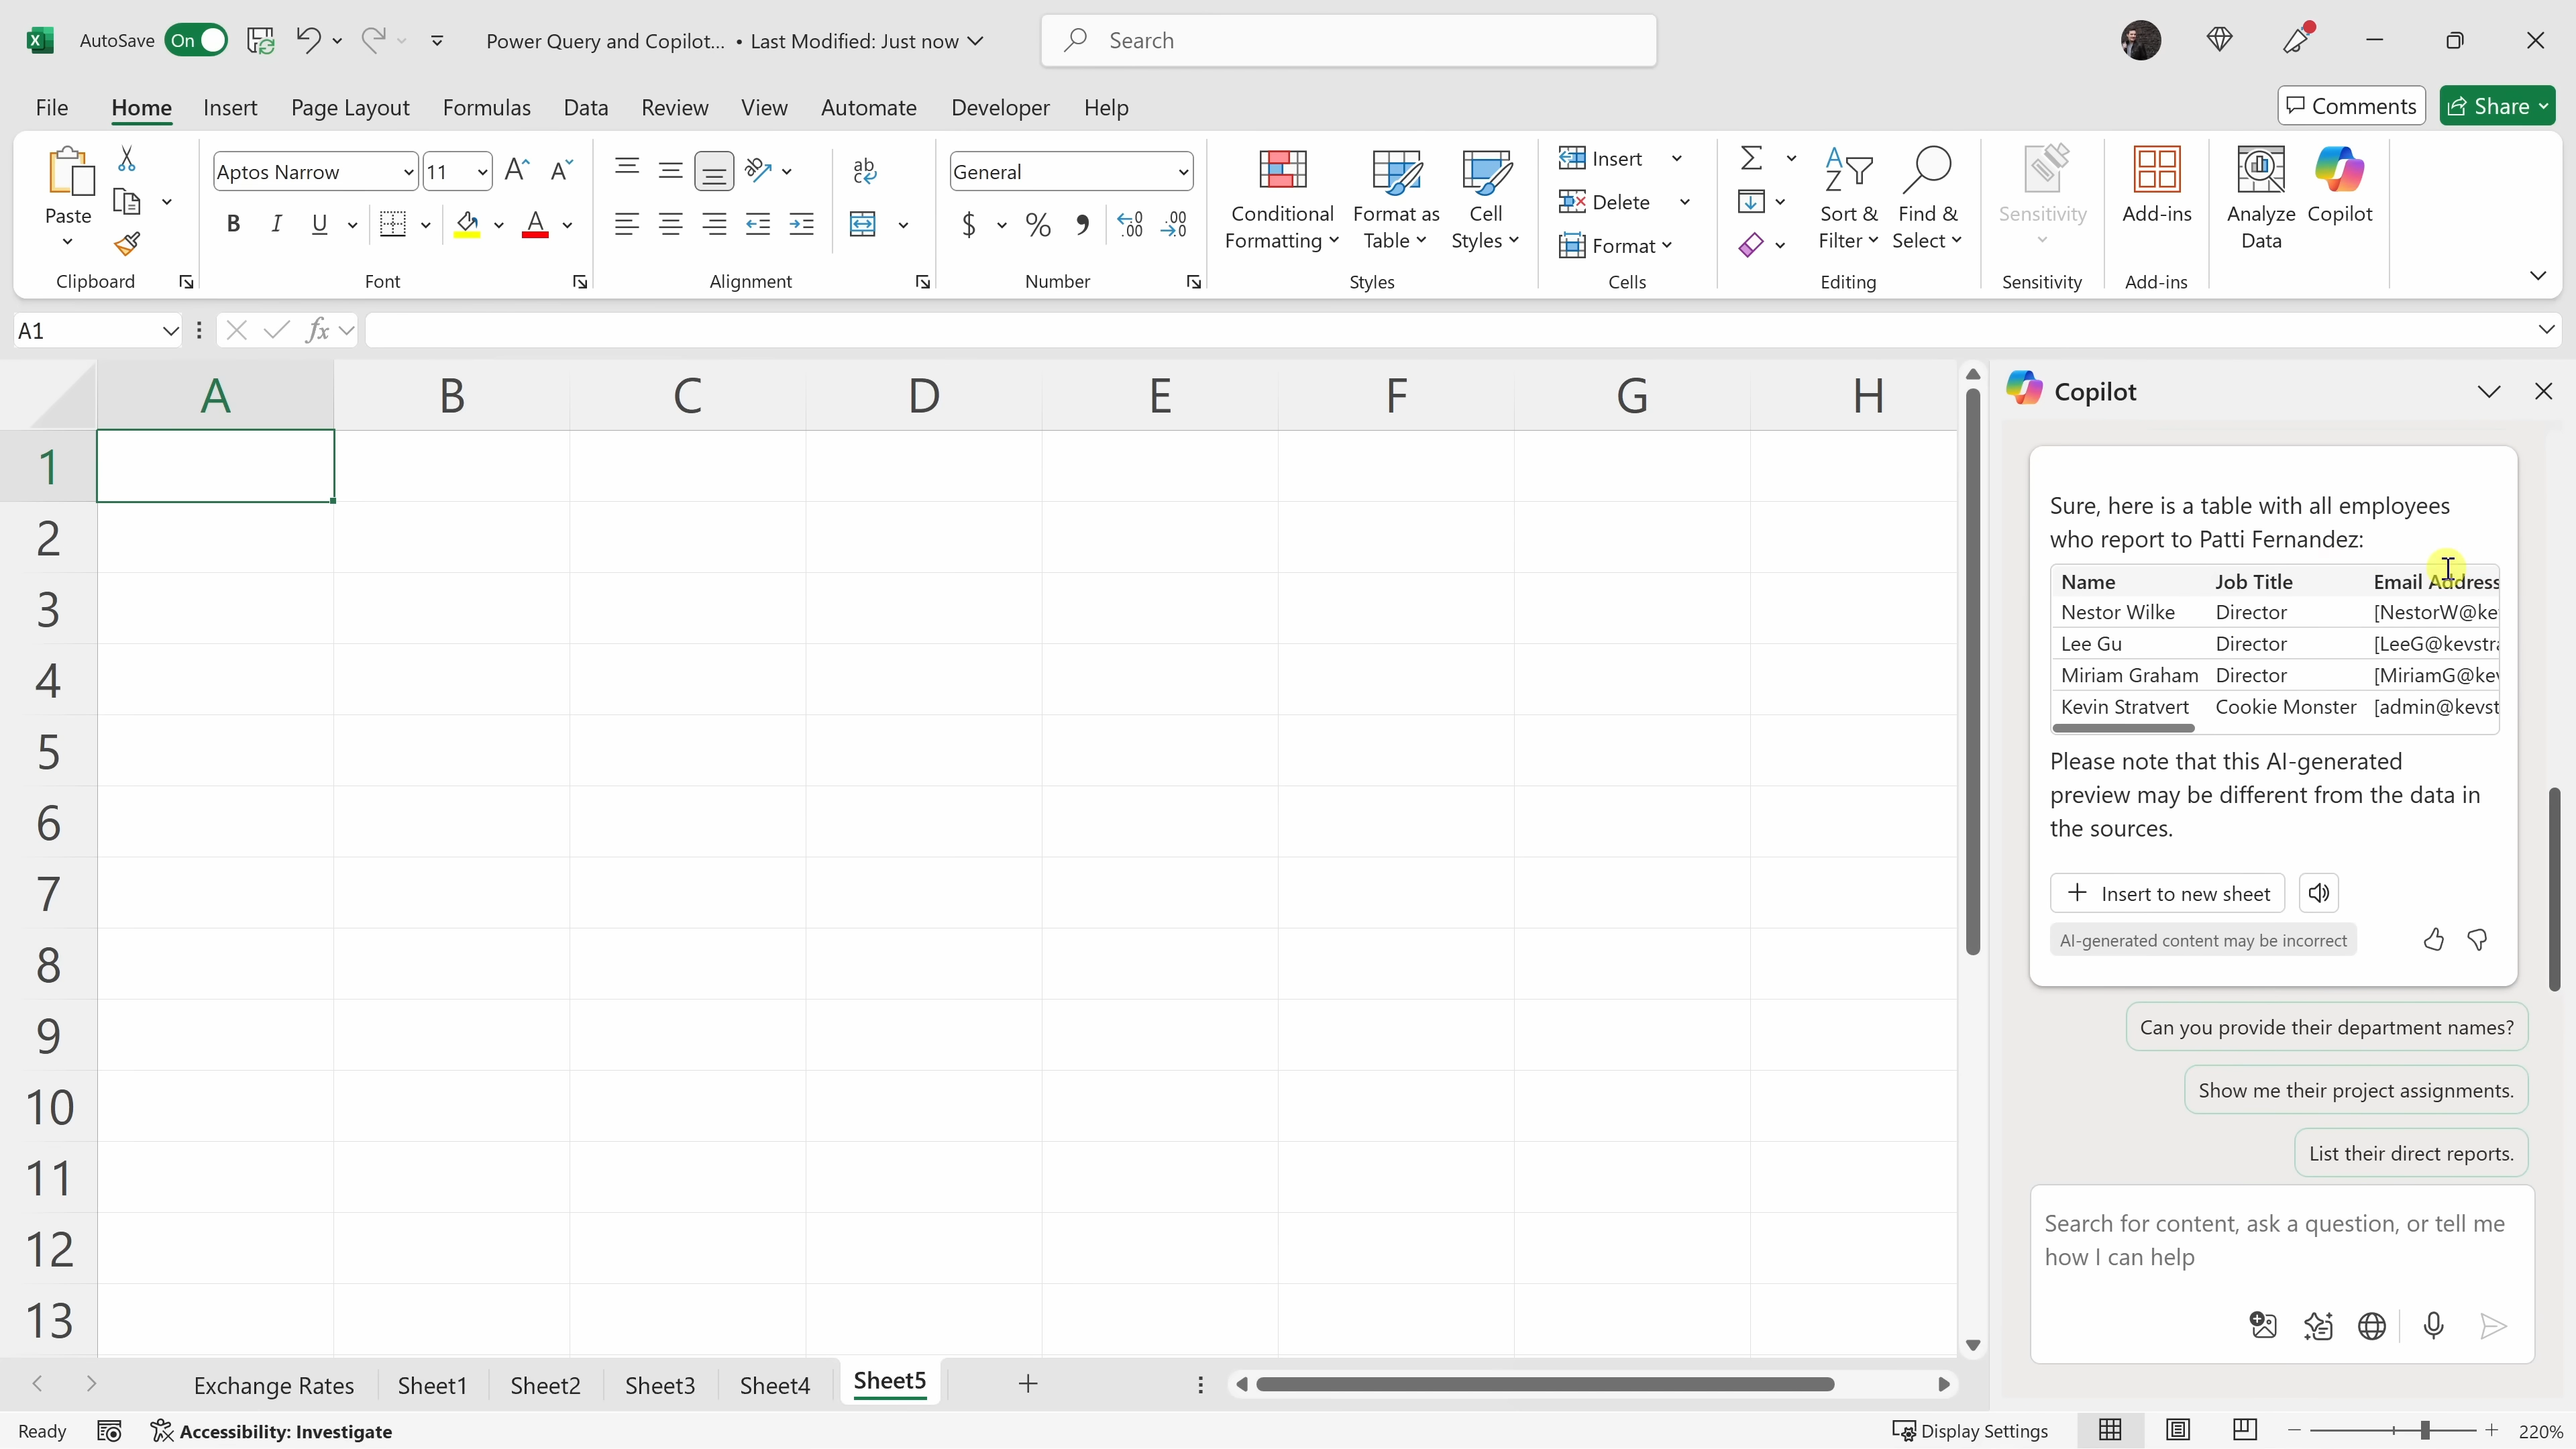 AutoSave On Power Query and Copilot... • Last Modified: Just now Search
File Home Insert Page Layout Formulas Data Review View Automate Developer Help Comments Share
Paste
Aptos Narrow 11
General
Conditional Formatting
Format as Table
Cell Styles
Insert
Delete
Format
Sort & Filter
Find & Select
Sensitivity
Add-ins
Analyze Data
Copilot
Clipboard Font Alignment Number Styles Cells Editing Sensitivity Add-ins
A1
A B C D E F G H
1
2
3
4
5
6
7
8
9
10
11
12
13
Copilot
Sure, here is a table with all employees
who report to Patti Fernandez:
Name Job Title Email Address
Nestor Wilke Director [NestorW@ke
Lee Gu Director [LeeG@kevstr
Miriam Graham Director [MiriamG@ke
Kevin Stratvert Cookie Monster [admin@kevst
Please note that this AI-generated
preview may be different from the data in
the sources.
+ Insert to new sheet
AI-generated content may be incorrect
Can you provide their department names?
Show me their project assignments.
List their direct reports.
Search for content, ask a question, or tell me
how I can help
Exchange Rates Sheet1 Sheet2 Sheet3 Sheet4 Sheet5
Ready Accessibility: Investigate Display Settings 220%